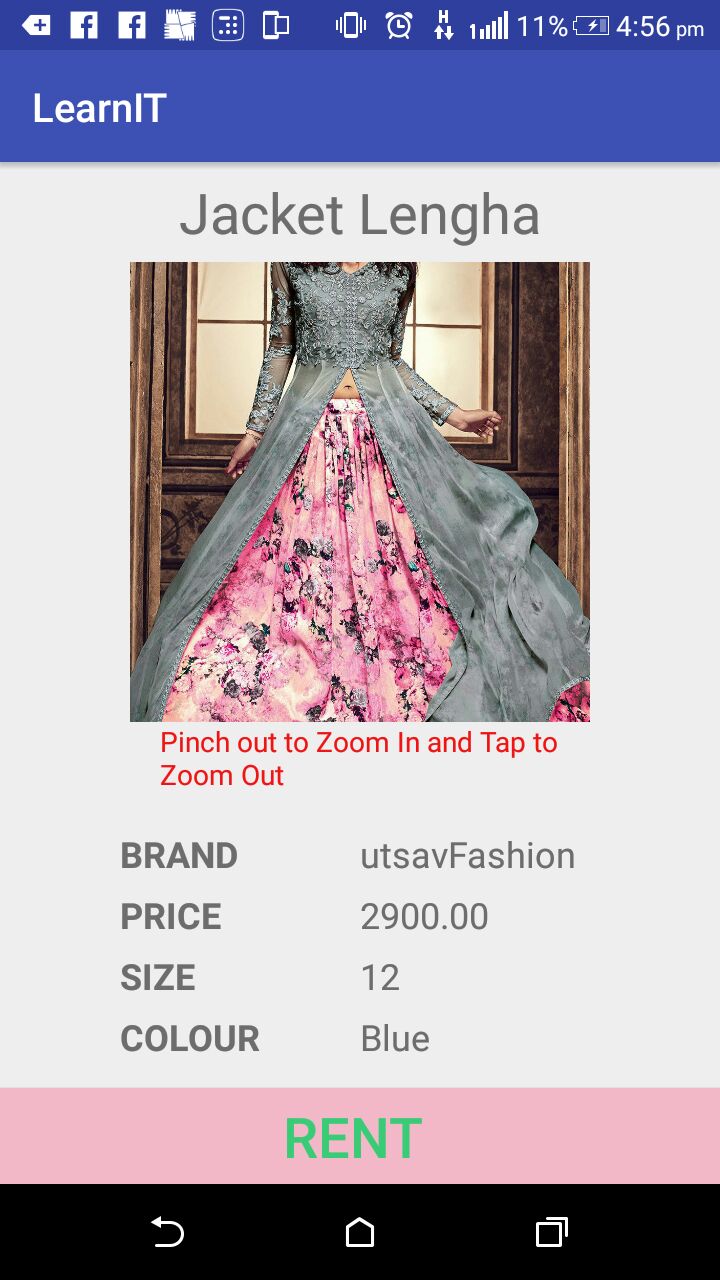 H 11% 4:56 pm
LearnIT
Jacket Lengha
Pinch out to Zoom In and Tap to
Zoom Out
BRAND utsavFashion
PRICE 2900.00
SIZE 12
COLOUR Blue
RENT